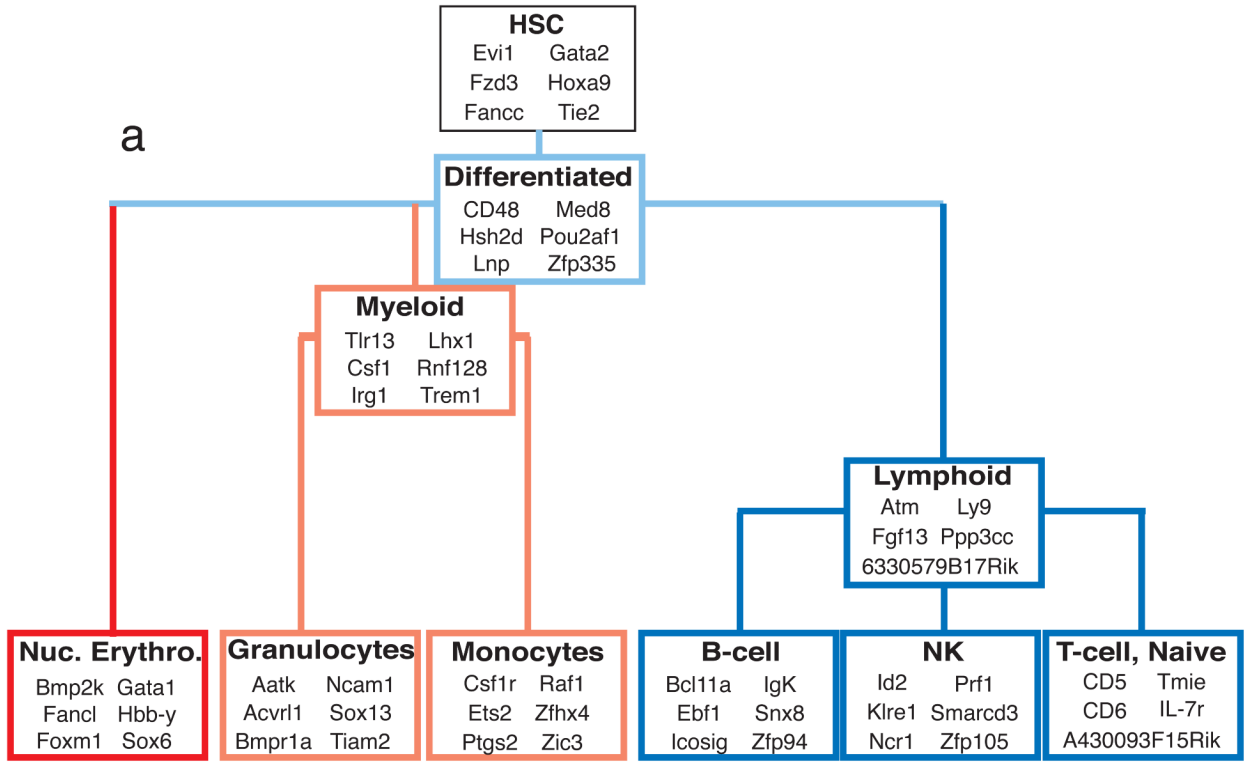 HSC
Evi1 Gata2
Fzd3 Hoxa9
Fancc Tie2
a
Differentiated
CD48 Med8
Hsh2d Pou2af1
Lnp Zfp335
Myeloid
Tlr13 Lhx1
Csf1 Rnf128
Irg1 Trem1
Lymphoid
Atm Ly9
Fgf13 Ppp3cc
6330579B17Rik
Nuc. Erythro.
Bmp2k Gata1
Fancl Hbb-y
Foxm1 Sox6
Granulocytes
Aatk Ncam1
Acvrl1 Sox13
Bmpr1a Tiam2
Monocytes
Csf1r Raf1
Ets2 Zfhx4
Ptgs2 Zic3
B-cell
Bcl11a IgK
Ebf1 Snx8
Icosig Zfp94
NK
Id2 Prf1
Klre1 Smarcd3
Ncr1 Zfp105
T-cell, Naive
CD5 Tmie
CD6 IL-7r
A430093F15Rik